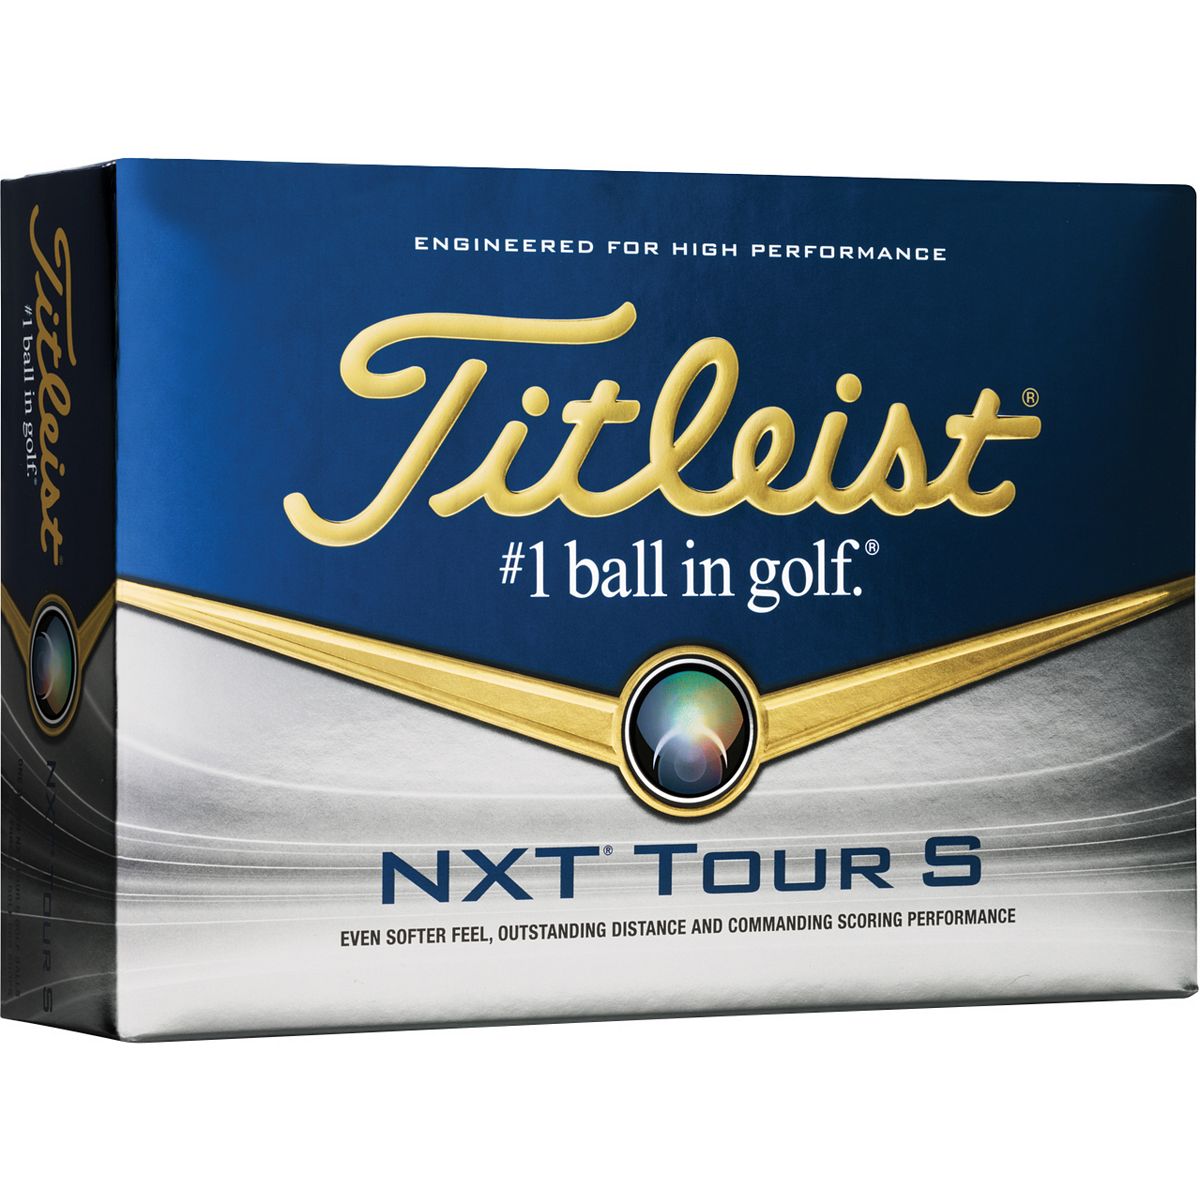 ENGINEERED FOR HIGH PERFORMANCE
Titleist®
#1 ball in golf.®
NXT® TOUR S
EVEN SOFTER FEEL, OUTSTANDING DISTANCE AND COMMANDING SCORING PERFORMANCE
Titleist
#1 ball in golf.
NXT TOUR S